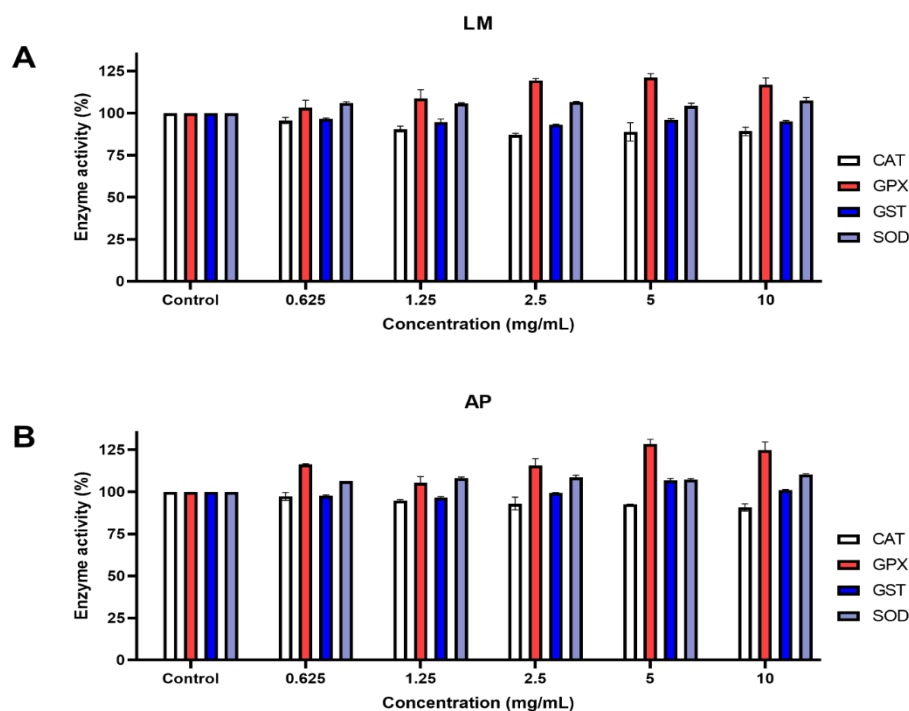 LM
A
Enzyme activity (%)
125
100
75
50
25
0
Control 0.625 1.25 2.5 5 10
Concentration (mg/mL)
CAT
GPX
GST
SOD
AP
B
Enzyme activity (%)
125
100
75
50
25
0
Control 0.625 1.25 2.5 5 10
Concentration (mg/mL)
CAT
GPX
GST
SOD